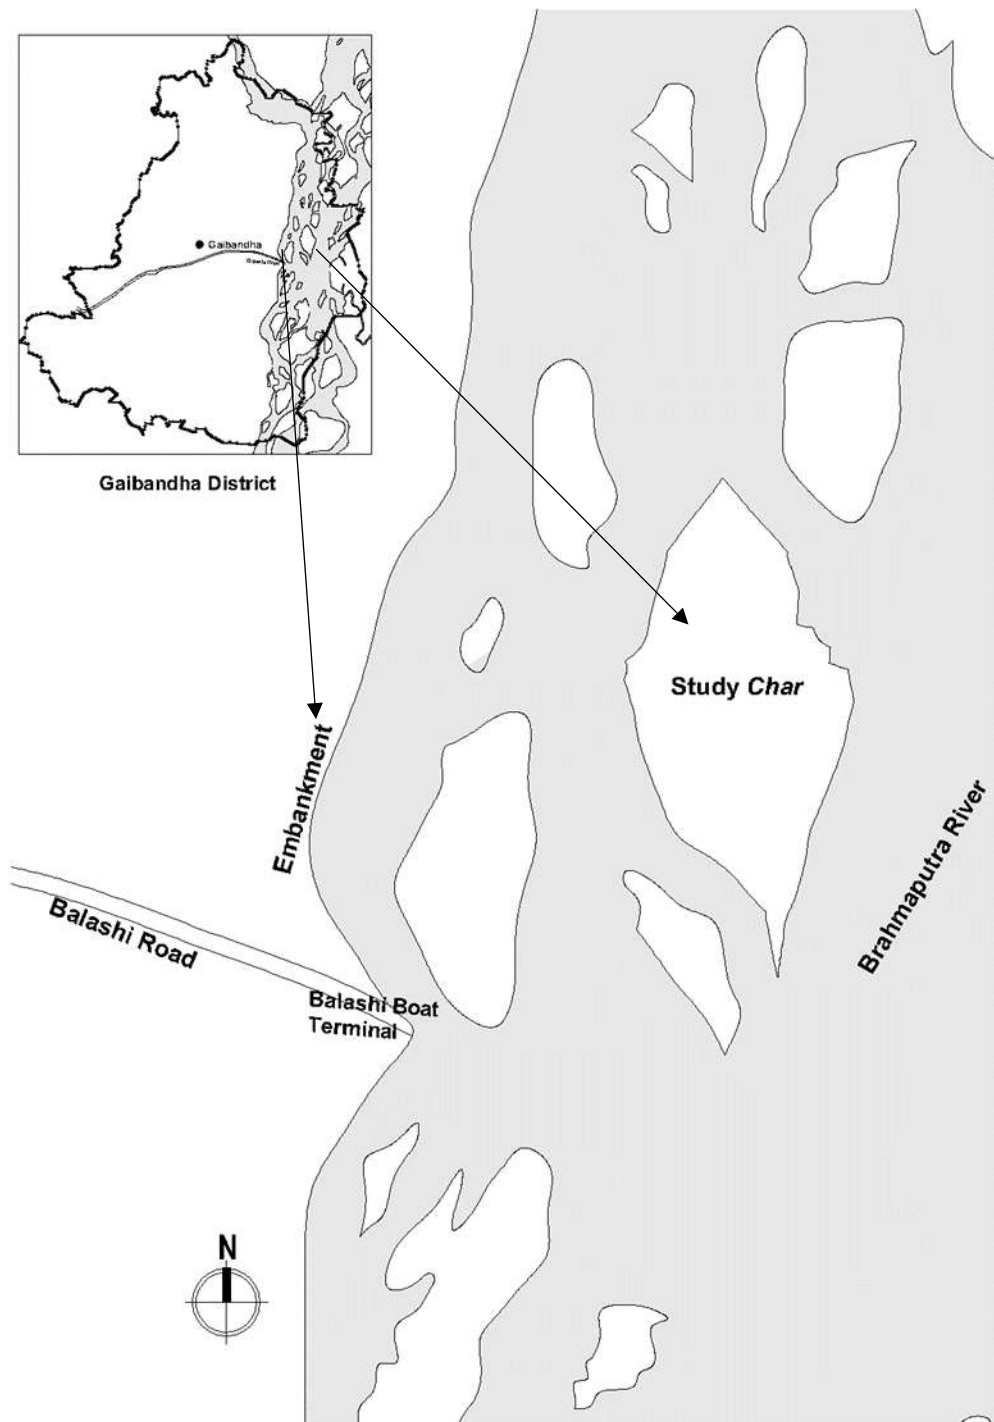 Gaibandha
Gaibandha District
Study Char
Embankment
Brahmaputra River
Balashi Road
Balashi Boat
Terminal
N